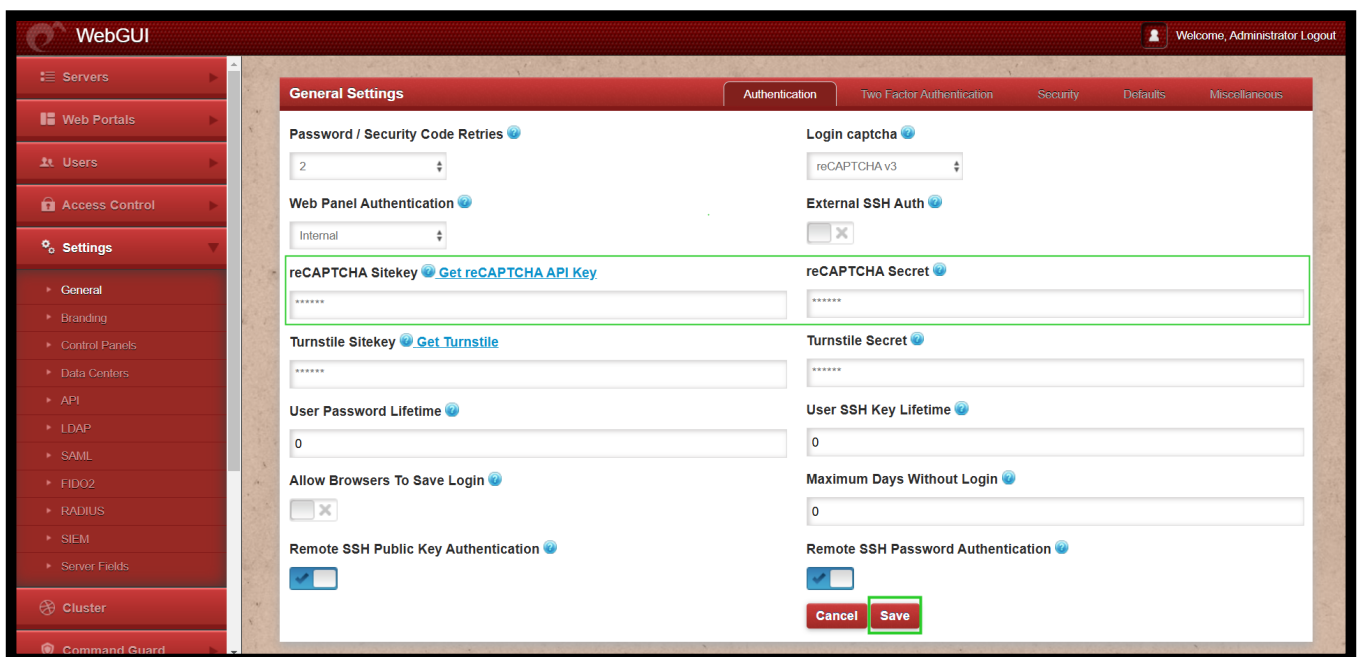 WebGUI
Welcome, Administrator Logout
Servers
Web Portals
Users
Access Control
Settings
General
Branding
Control Panels
Data Centers
API
LDAP
SAML
FIDO2
RADIUS
SIEM
Server Fields
Cluster
Command Guard
General Settings
Authentication
Two Factor Authentication
Security
Defaults
Miscellaneous
Password / Security Code Retries
Login captcha
2
reCAPTCHA v3
Web Panel Authentication
External SSH Auth
Internal
reCAPTCHA Sitekey Get reCAPTCHA API Key
reCAPTCHA Secret
******
******
Turnstile Sitekey Get Turnstile
Turnstile Secret
******
******
User Password Lifetime
User SSH Key Lifetime
0
0
Allow Browsers To Save Login
Maximum Days Without Login
0
Remote SSH Public Key Authentication
Remote SSH Password Authentication
Cancel
Save